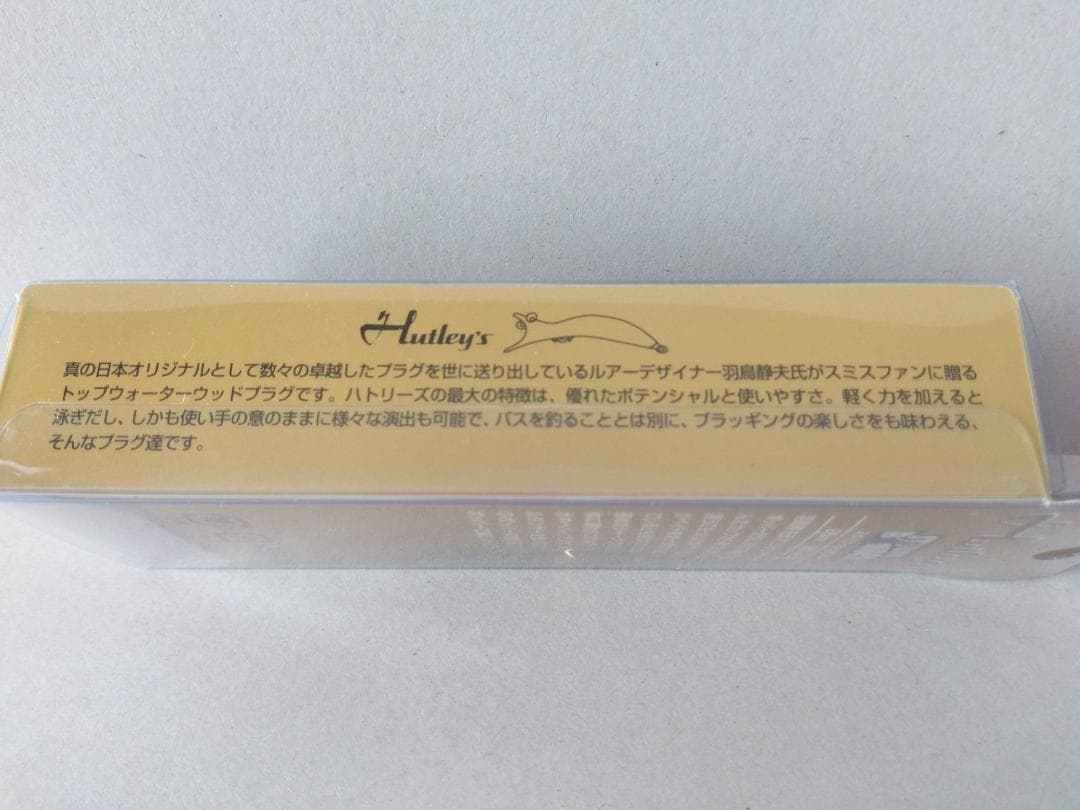 Hutley's
真の日本オリジナルとして数々の卓越したプラグを世に送り出しているルアーデザイナー羽鳥静夫氏がスミスファンに贈る
トップウォーターウッドプラグです。ハトリーズの最大の特徴は、優れたポテンシャルと使いやすさ。軽く力を加えると
泳ぎだし、しかも使い手の意のままに様々な演出も可能で、バスを釣ることとは別に、プラッギングの楽しさをも味わえる、
そんなプラグ達です。